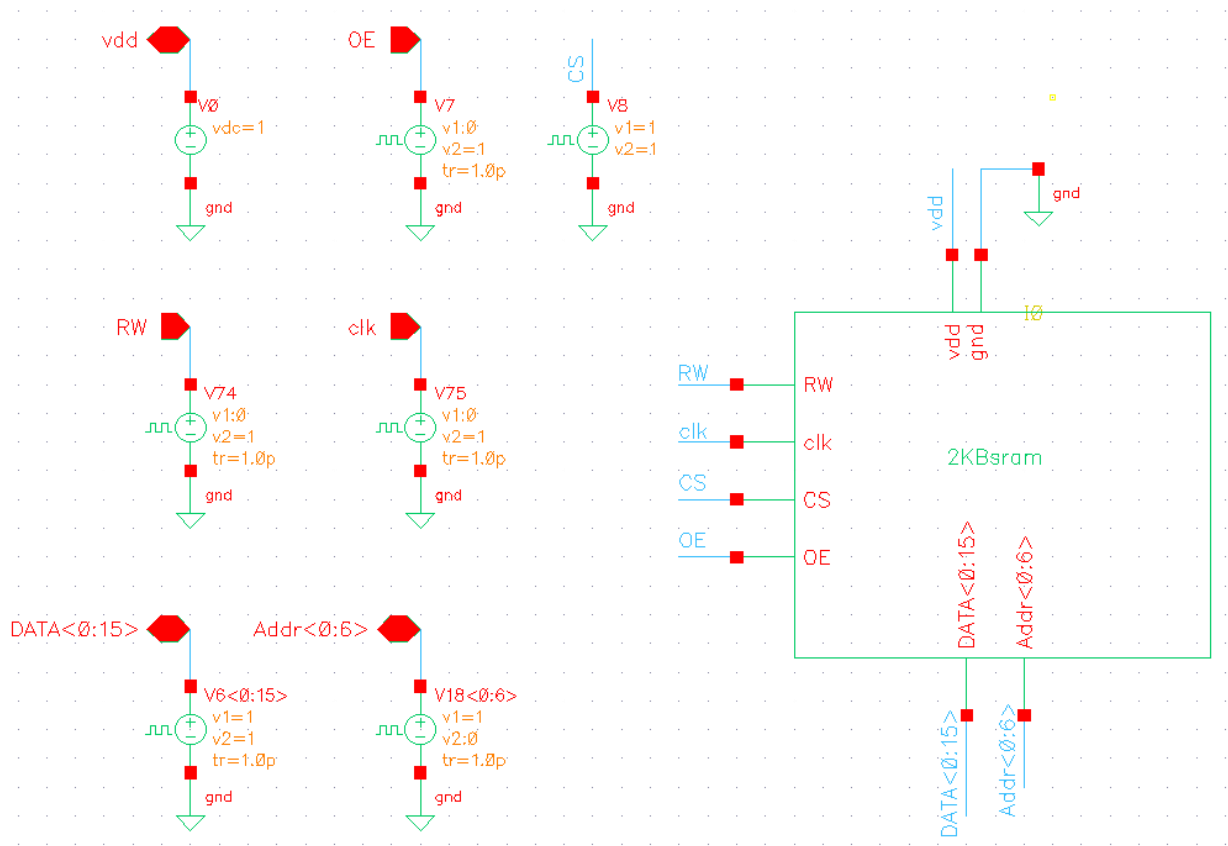 vdd
V0
vdc=1
gnd
OE
V7
v1:0
v2=1
tr=1.0p
gnd
CS
V8
v1=1
v2=1
gnd
RW
V74
v1:0
v2=1
tr=1.0p
gnd
clk
V75
v1:0
v2=1
tr=1.0p
gnd
DATA<0:15>
V6<0:15>
v1=1
v2=1
tr=1.0p
gnd
Addr<0:6>
V18<0:6>
v1=1
v2:0
tr=1.0p
gnd
vdd
gnd
I0
vdd
gnd
RW
RW
clk
clk
CS
CS
OE
OE
2KBsram
DATA<0:15>
Addr<0:6>
DATA<0:15>
Addr<0:6>